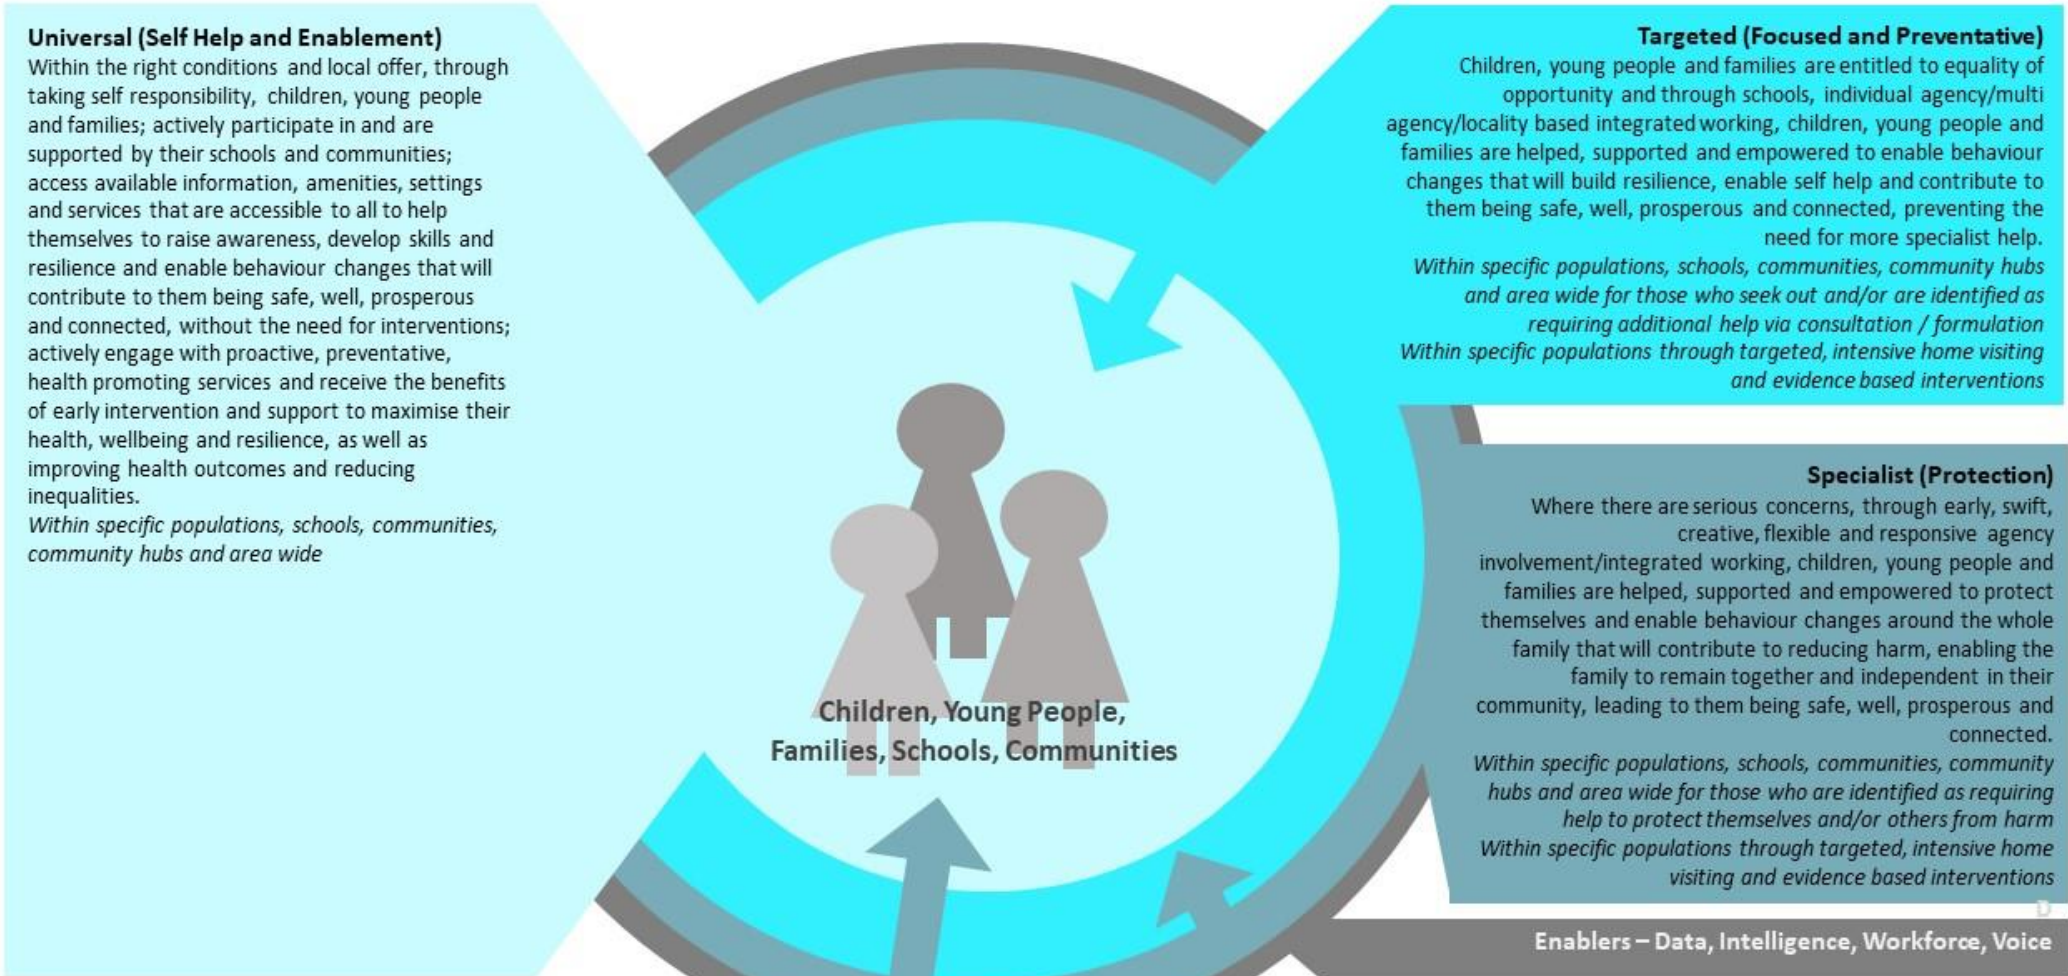 Universal (Self Help and Enablement)
Within the right conditions and local offer, through
taking self responsibility, children, young people
and families; actively participate in and are
supported by their schools and communities;
access available information, amenities, settings
and services that are accessible to all to help
themselves to raise awareness, develop skills and
resilience and enable behaviour changes that will
contribute to them being safe, well, prosperous
and connected, without the need for interventions;
actively engage with proactive, preventative,
health promoting services and receive the benefits
of early intervention and support to maximise their
health, wellbeing and resilience, as well as
improving health outcomes and reducing
inequalities.
Within specific populations, schools, communities,
community hubs and area wide
Children, Young People,
Families, Schools, Communities
Targeted (Focused and Preventative)
Children, young people and families are entitled to equality of
opportunity and through schools, individual agency/multi
agency/locality based integrated working, children, young people and
families are helped, supported and empowered to enable behaviour
changes that will build resilience, enable self help and contribute to
them being safe, well, prosperous and connected, preventing the
need for more specialist help.
Within specific populations, schools, communities, community hubs
and area wide for those who seek out and/or are identified as
requiring additional help via consultation / formulation
Within specific populations through targeted, intensive home visiting
and evidence based interventions
Specialist (Protection)
Where there are serious concerns, through early, swift,
creative, flexible and responsive agency
involvement/integrated working, children, young people and
families are helped, supported and empowered to protect
themselves and enable behaviour changes around the whole
family that will contribute to reducing harm, enabling the
family to remain together and independent in their
community, leading to them being safe, well, prosperous and
connected.
Within specific populations, schools, communities, community
hubs and area wide for those who are identified as requiring
help to protect themselves and/or others from harm
Within specific populations through targeted, intensive home
visiting and evidence based interventions
D
Enablers – Data, Intelligence, Workforce, Voice